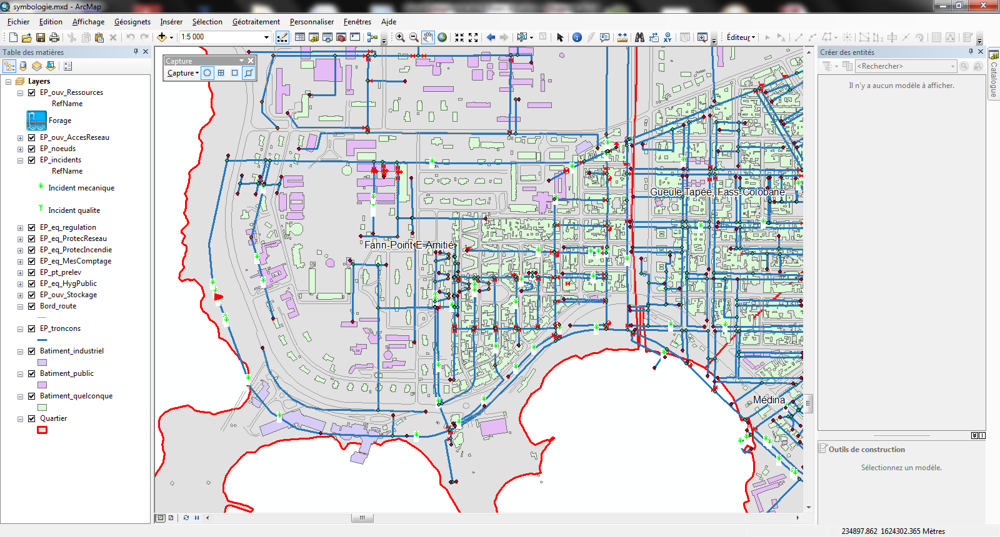 symbologie.mxd - ArcMap
Fichier Edition Affichage Géosignets Insérer Sélection Géotraitement Personnaliser Fenêtres Aide
1:5 000
Éditeur
Table des matières
Layers
EP_ouv_Ressources
RefName
Forage
EP_ouv_AccesReseau
EP_noeuds
EP_incidents
RefName
Incident mecanique
Incident qualite
EP_eq_regulation
EP_eq_ProtecReseau
EP_eq_ProtecIncendie
EP_eq_MesComptage
EP_pt_prelev
EP_eq_HygPublic
EP_ouv_Stockage
Bord_route
EP_troncons
Batiment_industriel
Batiment_public
Batiment_quelconque
Quartier
Capture
Capture
Gueule Tapée, Fass-Colobane
Fann-Point E-Amitié
Médina
Créer des entités
<Rechercher>
Il n'y a aucun modèle à afficher.
Catalogue
Outils de construction
Sélectionnez un modèle.
234897.862 1624302.365 Mètres